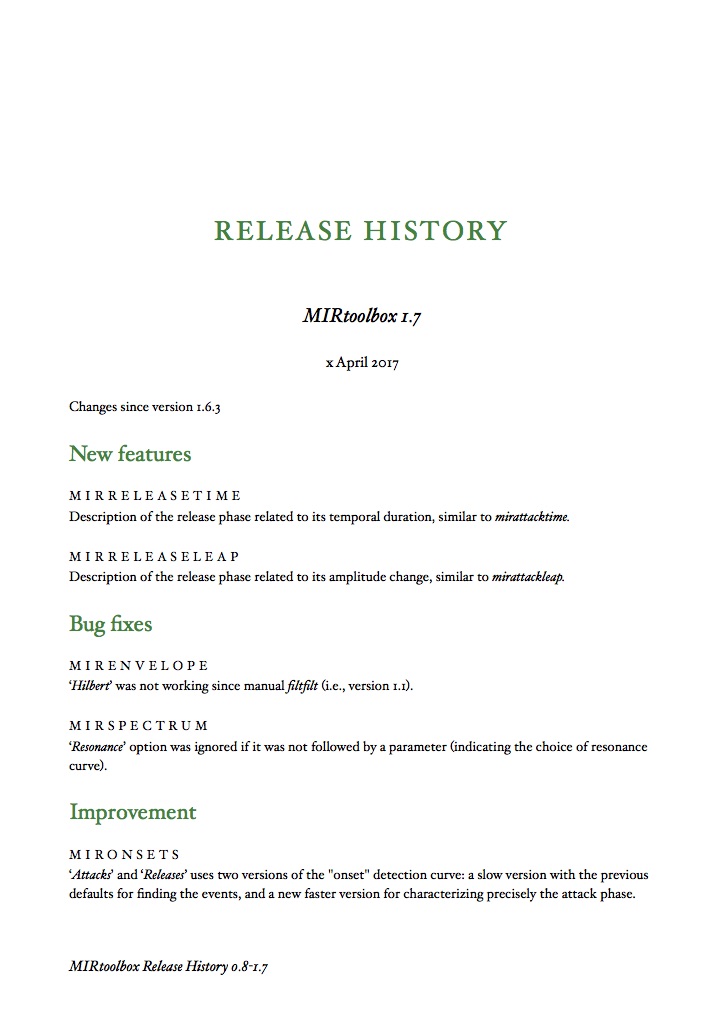 RELEASE HISTORY
MIRtoolbox 1.7
x April 2017
Changes since version 1.6.3
New features
MIRRELEASETIME
Description of the release phase related to its temporal duration, similar to mirattacktime.
MIRRELEASELEAP
Description of the release phase related to its amplitude change, similar to mirattackleap.
Bug fixes
MIRENVELOPE
‘Hilbert’ was not working since manual filtfilt (i.e., version 1.1).
MIRSPECTRUM
‘Resonance’ option was ignored if it was not followed by a parameter (indicating the choice of resonance
curve).
Improvement
MIRONSETS
‘Attacks’ and ‘Releases’ uses two versions of the "onset" detection curve: a slow version with the previous
defaults for finding the events, and a new faster version for characterizing precisely the attack phase.
MIRtoolbox Release History 0.8-1.7